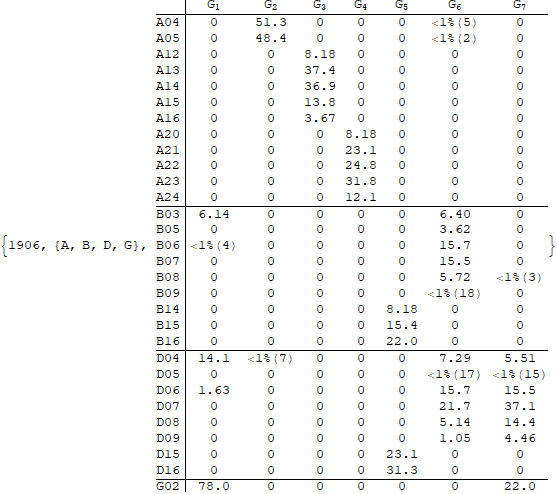 G1 G2 G3 G4 G5 G6 G7
A04 0 51.3 0 0 0 <1%(5) 0
A05 0 48.4 0 0 0 <1%(2) 0
A12 0 0 8.18 0 0 0 0
A13 0 0 37.4 0 0 0 0
A14 0 0 36.9 0 0 0 0
A15 0 0 13.8 0 0 0 0
A16 0 0 3.67 0 0 0 0
A20 0 0 0 8.18 0 0 0
A21 0 0 0 23.1 0 0 0
A22 0 0 0 24.8 0 0 0
A23 0 0 0 31.8 0 0 0
A24 0 0 0 12.1 0 0 0
B03 6.14 0 0 0 0 6.40 0
B05 0 0 0 0 0 3.62 0
{1906, {A, B, D, G}, B06 <1%(4) 0 0 0 0 15.7 0 }
B07 0 0 0 0 0 15.5 0
B08 0 0 0 0 0 5.72 <1%(3)
B09 0 0 0 0 0 <1%(18) 0
B14 0 0 0 0 8.18 0 0
B15 0 0 0 0 15.4 0 0
B16 0 0 0 0 22.0 0 0
D04 14.1 <1%(7) 0 0 0 7.29 5.51
D05 0 0 0 0 0 <1%(17) <1%(15)
D06 1.63 0 0 0 0 15.7 15.5
D07 0 0 0 0 0 21.7 37.1
D08 0 0 0 0 0 5.14 14.4
D09 0 0 0 0 0 1.05 4.46
D15 0 0 0 0 23.1 0 0
D16 0 0 0 0 31.3 0 0
G02 78.0 0 0 0 0 0 22.0